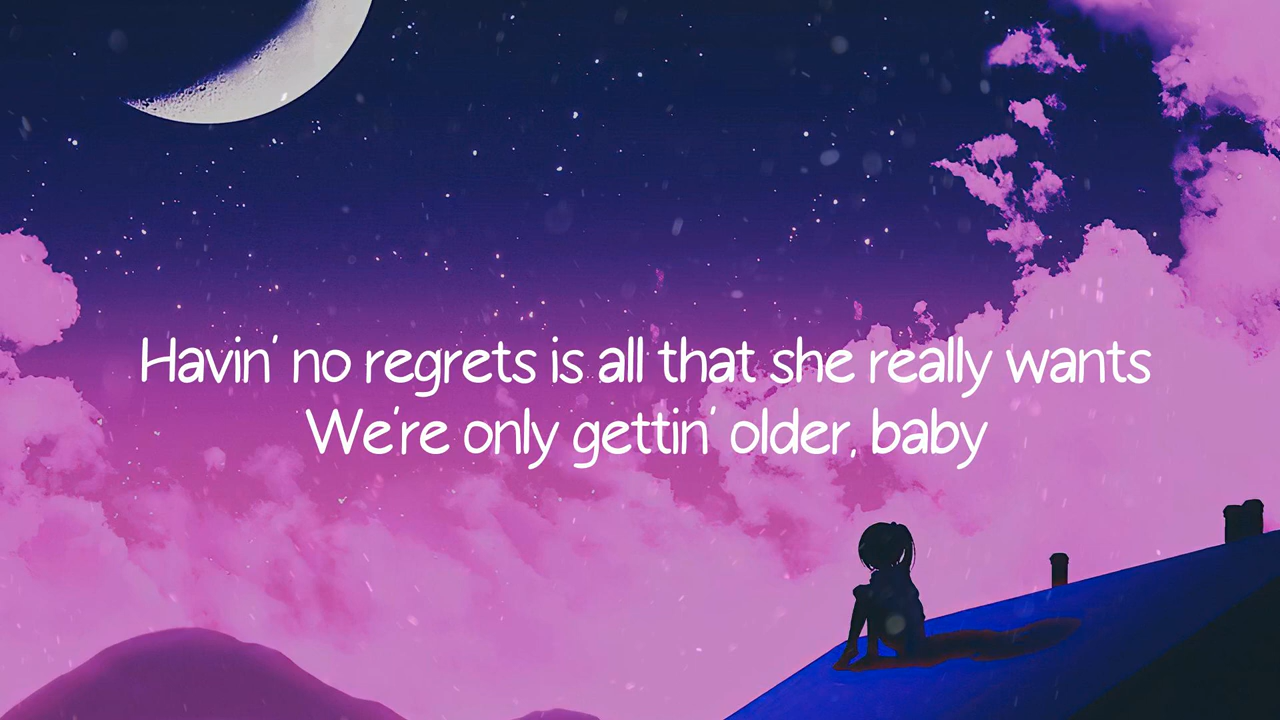 Havin' no regrets is all that she really wants
We're only gettin' older, baby